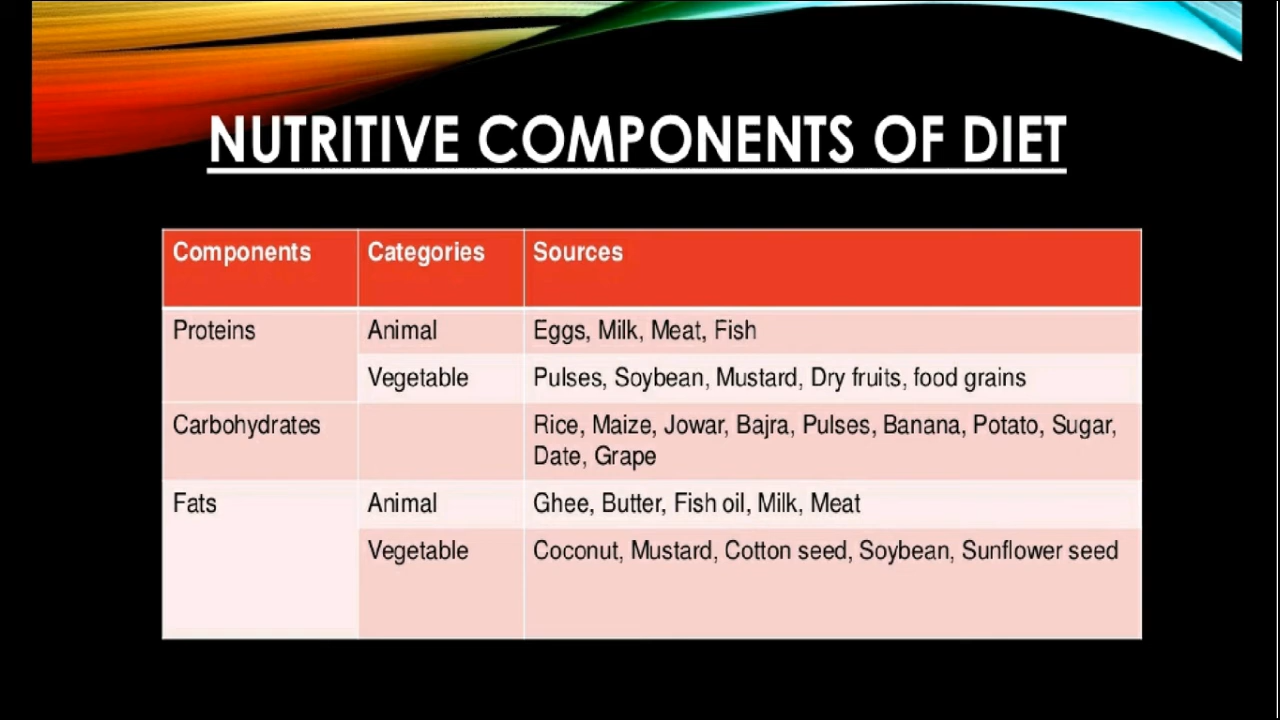 NUTRITIVE COMPONENTS OF DIET
Components Categories Sources
Proteins Animal Eggs, Milk, Meat, Fish
Vegetable Pulses, Soybean, Mustard, Dry fruits, food grains
Carbohydrates Rice, Maize, Jowar, Bajra, Pulses, Banana, Potato, Sugar,
Date, Grape
Fats Animal Ghee, Butter, Fish oil, Milk, Meat
Vegetable Coconut, Mustard, Cotton seed, Soybean, Sunflower seed